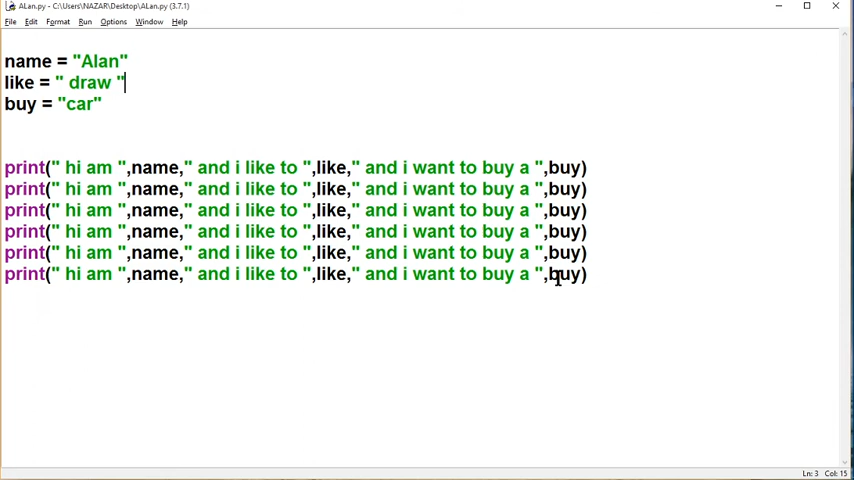 ALan.py - C:\Users\NAZAR\Desktop\ALan.py (3.7.1)
File Edit Format Run Options Window Help
name = "Alan"
like = " draw "
buy = "car"
print(" hi am ",name," and i like to ",like," and i want to buy a ",buy)
print(" hi am ",name," and i like to ",like," and i want to buy a ",buy)
print(" hi am ",name," and i like to ",like," and i want to buy a ",buy)
print(" hi am ",name," and i like to ",like," and i want to buy a ",buy)
print(" hi am ",name," and i like to ",like," and i want to buy a ",buy)
print(" hi am ",name," and i like to ",like," and i want to buy a ",buy)
Ln: 3 Col: 15